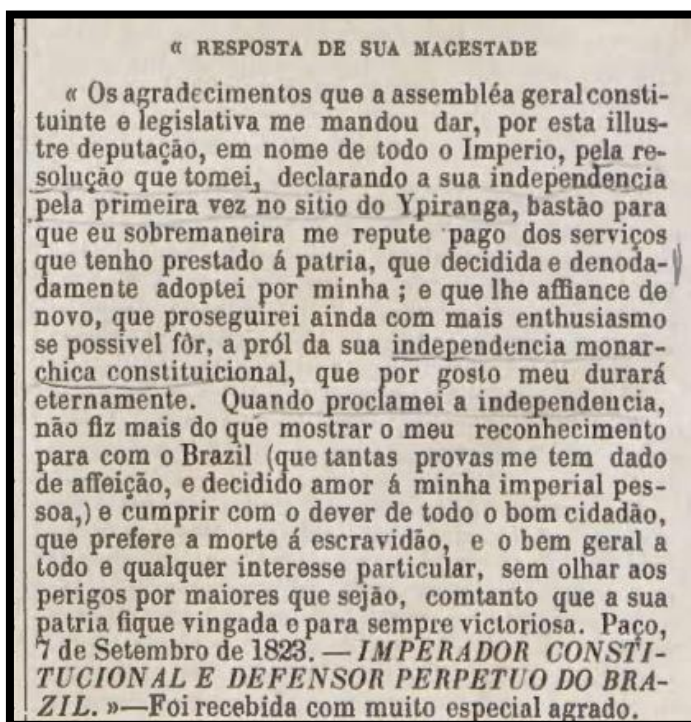 « RESPOSTA DE SUA MAGESTADE
« Os agradecimentos que a assembléa geral consti-
tuinte e legislativa me mandou dar, por esta illus-
tre deputação, em nome de todo o Imperio, pela re-
solução que tomei, declarando a sua independencia
pela primeira vez no sitio do Ypiranga, bastão para
que eu sobremaneira me repute pago dos serviços
que tenho prestado á patria, que decidida e denoda-
damente adoptei por minha ; e que lhe affiance de
novo, que proseguirei ainda com mais enthusiasmo
se possivel fôr, a pról da sua independencia monar-
chica constituicional, que por gosto meu durará
eternamente. Quando proclamei a independencia,
não fiz mais do que mostrar o meu reconhecimento
para com o Brazil (que tantas provas me tem dado
de affeição, e decidido amor á minha imperial pes-
soa,) e cumprir com o dever de todo o bom cidadão,
que prefere a morte á escravidão, e o bem geral a
todo e qualquer interesse particular, sem olhar aos
perigos por maiores que sejão, comtanto que a sua
patria fique vingada e para sempre victoriosa. Paço,
7 de Setembro de 1823. — IMPERADOR CONSTI-
TUCIONAL E DEFENSOR PERPETUO DO BRA-
ZIL. »—Foi recebida com muito especial agrado.